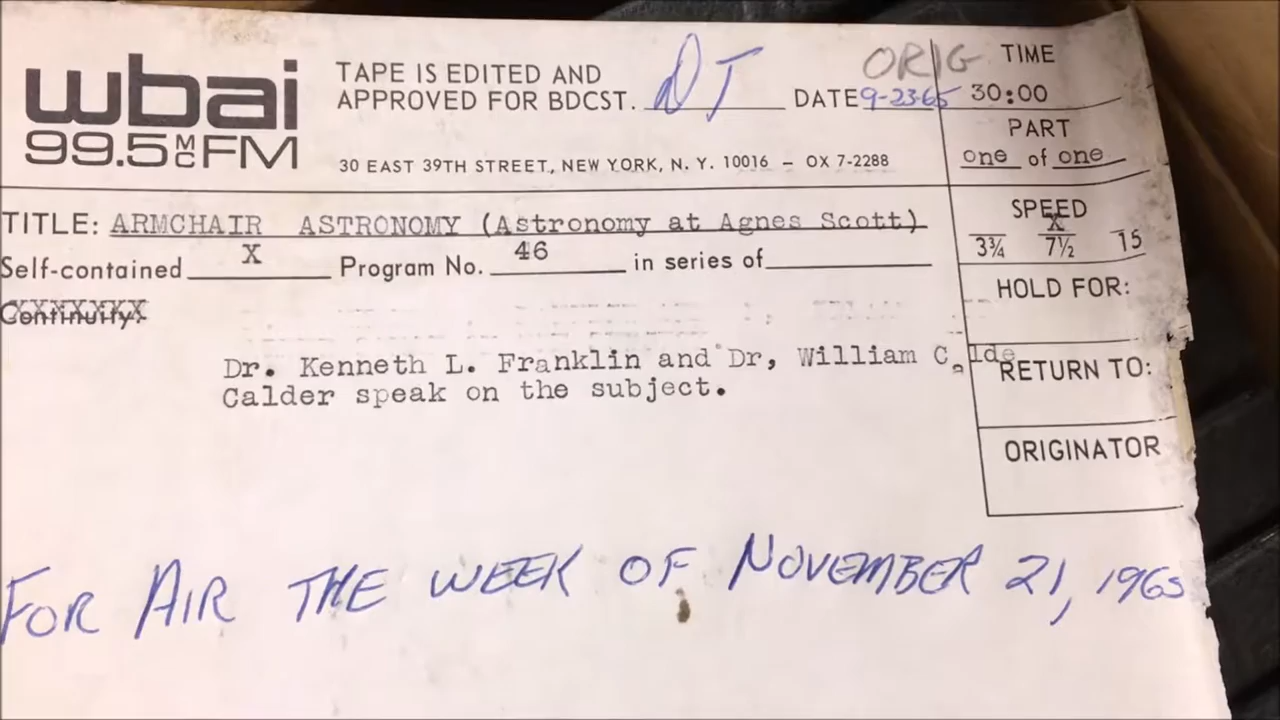 wbai
99.5 MC FM
TAPE IS EDITED AND
APPROVED FOR BDCST. DT DATE 9-23-65
30 EAST 39TH STREET, NEW YORK, N. Y. 10016 – OX 7-2288
ORIG
TIME
30:00
PART
one of one
TITLE: ARMCHAIR ASTRONOMY (Astronomy at Agnes Scott)
Self-contained X Program No. 46 in series of
Continuity:
XXXXXXX
SPEED
X
3¾ 7½ 15
HOLD FOR:
RETURN TO:
ORIGINATOR
Dr. Kenneth L. Franklin and Dr, William C. lde
Calder speak on the subject.
FOR AIR THE WEEK OF NOVEMBER 21, 1965